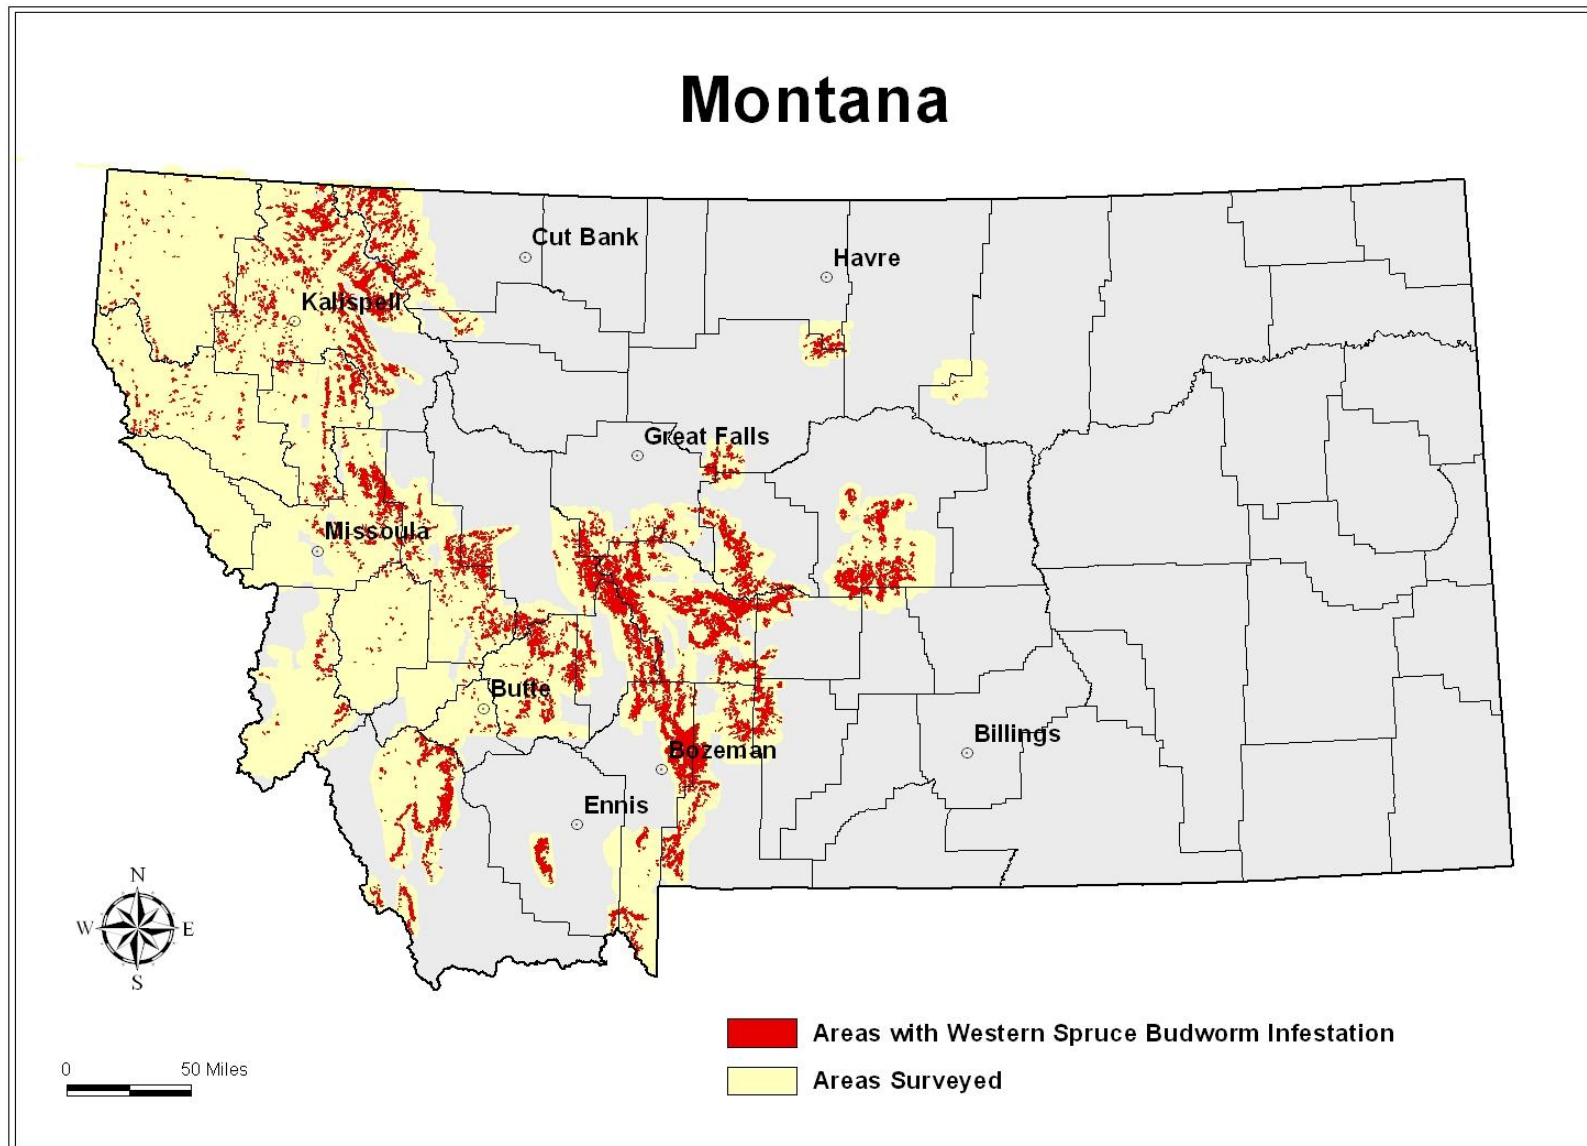 Montana
Cut Bank
Havre
Kalispell
Great Falls
Missoula
Butte
Billings
Bozeman
Ennis
N
W E
S
Areas with Western Spruce Budworm Infestation
0 50 Miles
Areas Surveyed